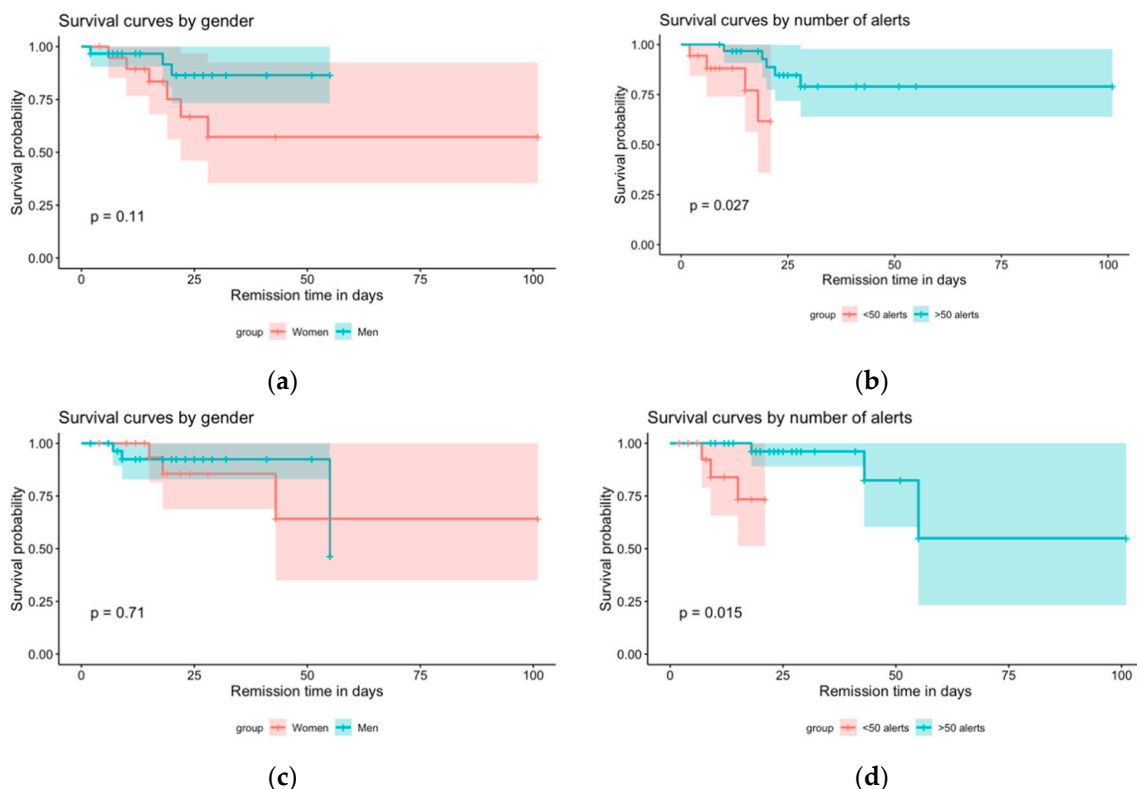 Survival curves by gender
Survival probability
1.00
0.75
0.50
0.25
0.00
p = 0.11
0 25 50 75 100
Remission time in days
group Women Men
(a)
Survival curves by number of alerts
Survival probability
1.00
0.75
0.50
0.25
0.00
p = 0.027
0 25 50 75 100
Remission time in days
group <50 alerts >50 alerts
(b)
Survival curves by gender
Survival probability
1.00
0.75
0.50
0.25
0.00
p = 0.71
0 25 50 75 100
Remission time in days
group Women Men
(c)
Survival curves by number of alerts
Survival probability
1.00
0.75
0.50
0.25
0.00
p = 0.015
0 25 50 75 100
Remission time in days
group <50 alerts >50 alerts
(d)